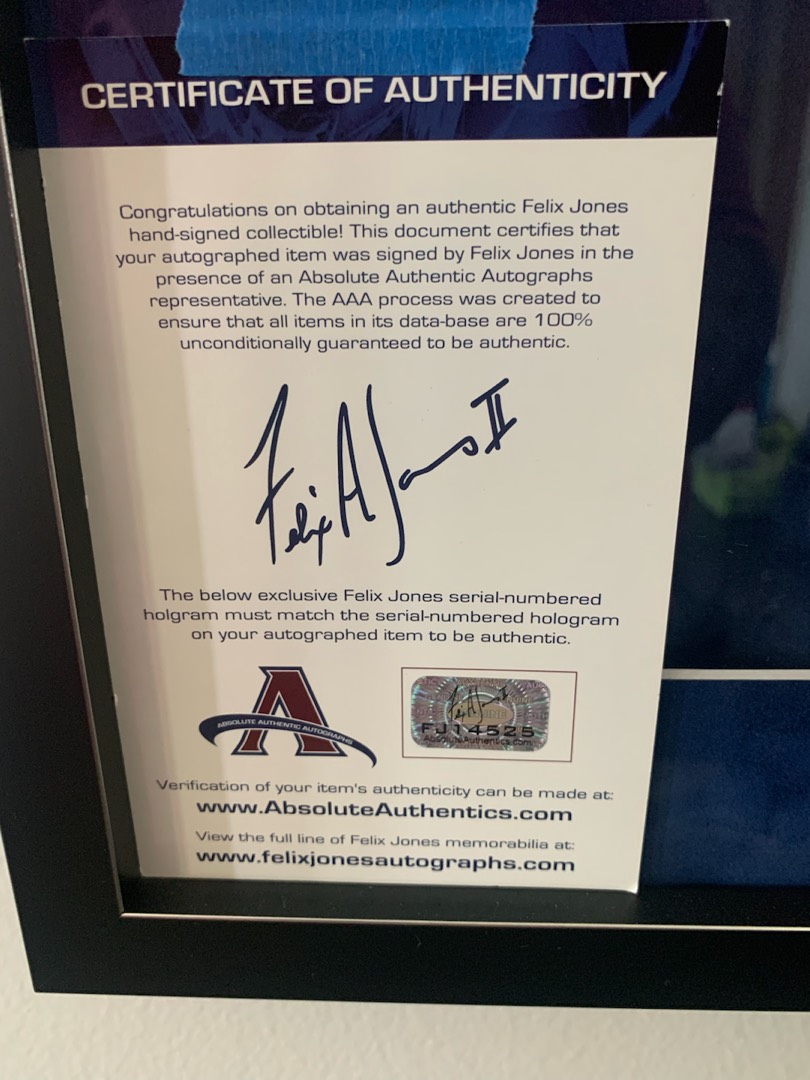 CERTIFICATE OF AUTHENTICITY
Congratulations on obtaining an authentic Felix Jones
hand-signed collectible! This document certifies that
your autographed item was signed by Felix Jones in the
presence of an Absolute Authentic Autographs
representative. The AAA process was created to
ensure that all items in its data-base are 100%
unconditionally guaranteed to be authentic.
Felix A Jones II
The below exclusive Felix Jones serial-numbered
holgram must match the serial-numbered hologram
on your autographed item to be authentic.
A
ABSOLUTE AUTHENTIC AUTOGRAPHS
FJ14525
AbsoluteAuthentics.com
Verification of your item's authenticity can be made at:
www.AbsoluteAuthentics.com
View the full line of Felix Jones memorabilia at:
www.felixjonesautographs.com